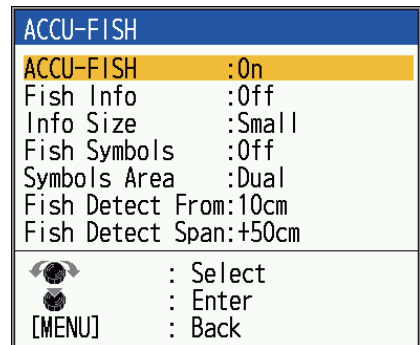 ACCU-FISH
ACCU-FISH :On
Fish Info :Off
Info Size :Small
Fish Symbols :Off
Symbols Area :Dual
Fish Detect From:10cm
Fish Detect Span:+50cm
: Select
: Enter
[MENU] : Back